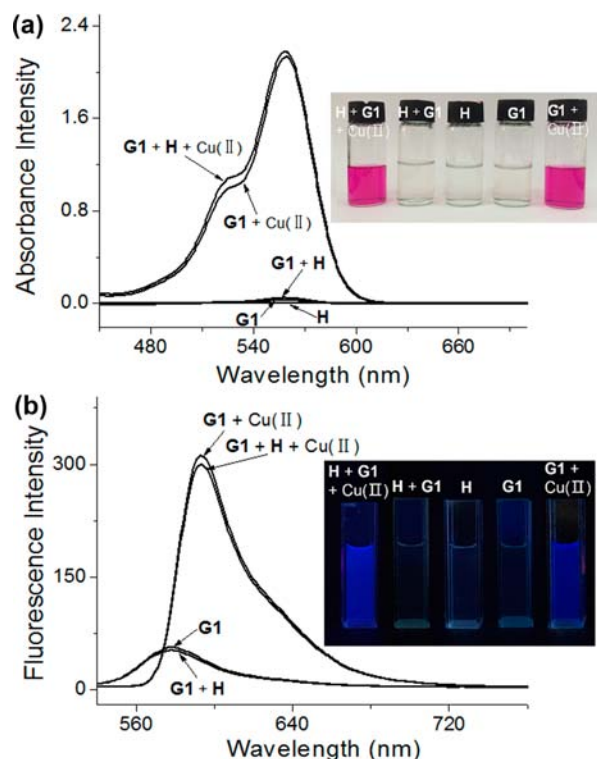 (a)
2.4
1.6
0.8
0.0
Absorbance Intensity
G1 + H + Cu(II)
G1 + Cu(II)
G1 + H
G1
H
H + G1
+ Cu(II)
H + G1
H
G1
G1 +
Cu(II)
480
540
600
660
Wavelength (nm)
(b)
300
150
0
Fluorescence Intensity
G1 + Cu(II)
G1 + H + Cu(II)
G1
G1 + H
H + G1
+ Cu(II)
H + G1
H
G1
G1 +
Cu(II)
560
640
720
Wavelength (nm)